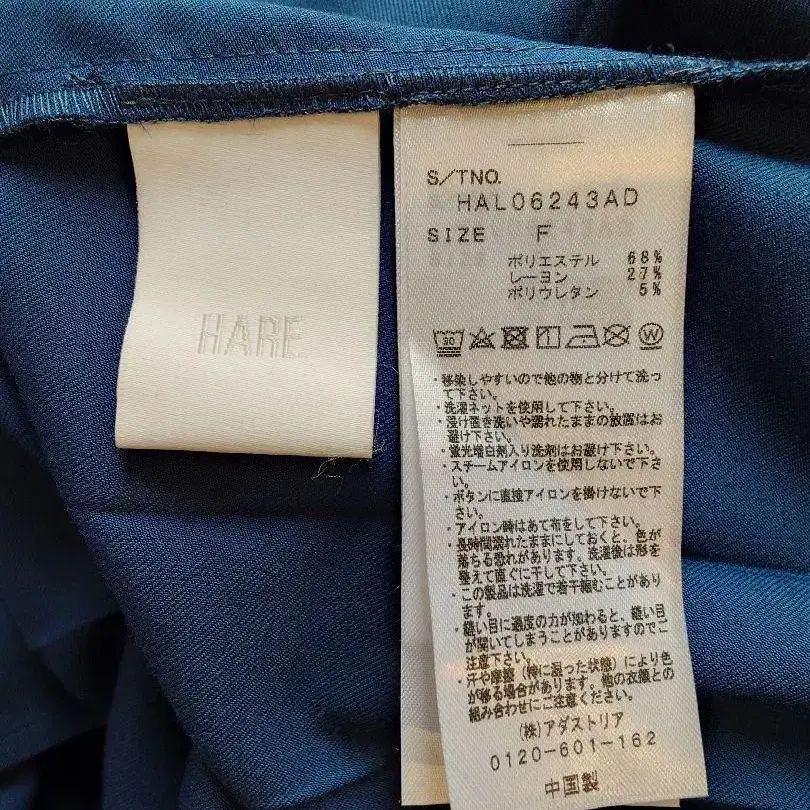 HARE
S/TNO.
HAL06243AD
SIZE F
ポリエステル 68%
レーヨン 27%
ポリウレタン 5%
30
W
・移染しやすいので他の物と分けて洗っ
て下さい。
・洗濯ネットを使用して下さい。
・浸け置き洗いや濡れたままの放置はお
避け下さい。
・蛍光増白剤入り洗剤はお避け下さい。
・スチームアイロンを使用しないで下さ
い。
・ボタンに直接アイロンを掛けないで下
さい。
・アイロン時はあて布をして下さい。
・長時間濡れたままにしておくと、色が
落ちる恐れがあります。洗濯後は形を
整えて直ぐに干して下さい。
・この製品は洗濯で若干縮むことがあり
ます。
・縫い目に過度の力が加わると、縫い目
が開いてしまうことがありますのでご
注意下さい。
・汗や摩擦（特に湿った状態）により色
が移る場合があります。他の衣類との
組み合わせにご注意下さい。
(株)アダストリア
0120-601-162
中国製